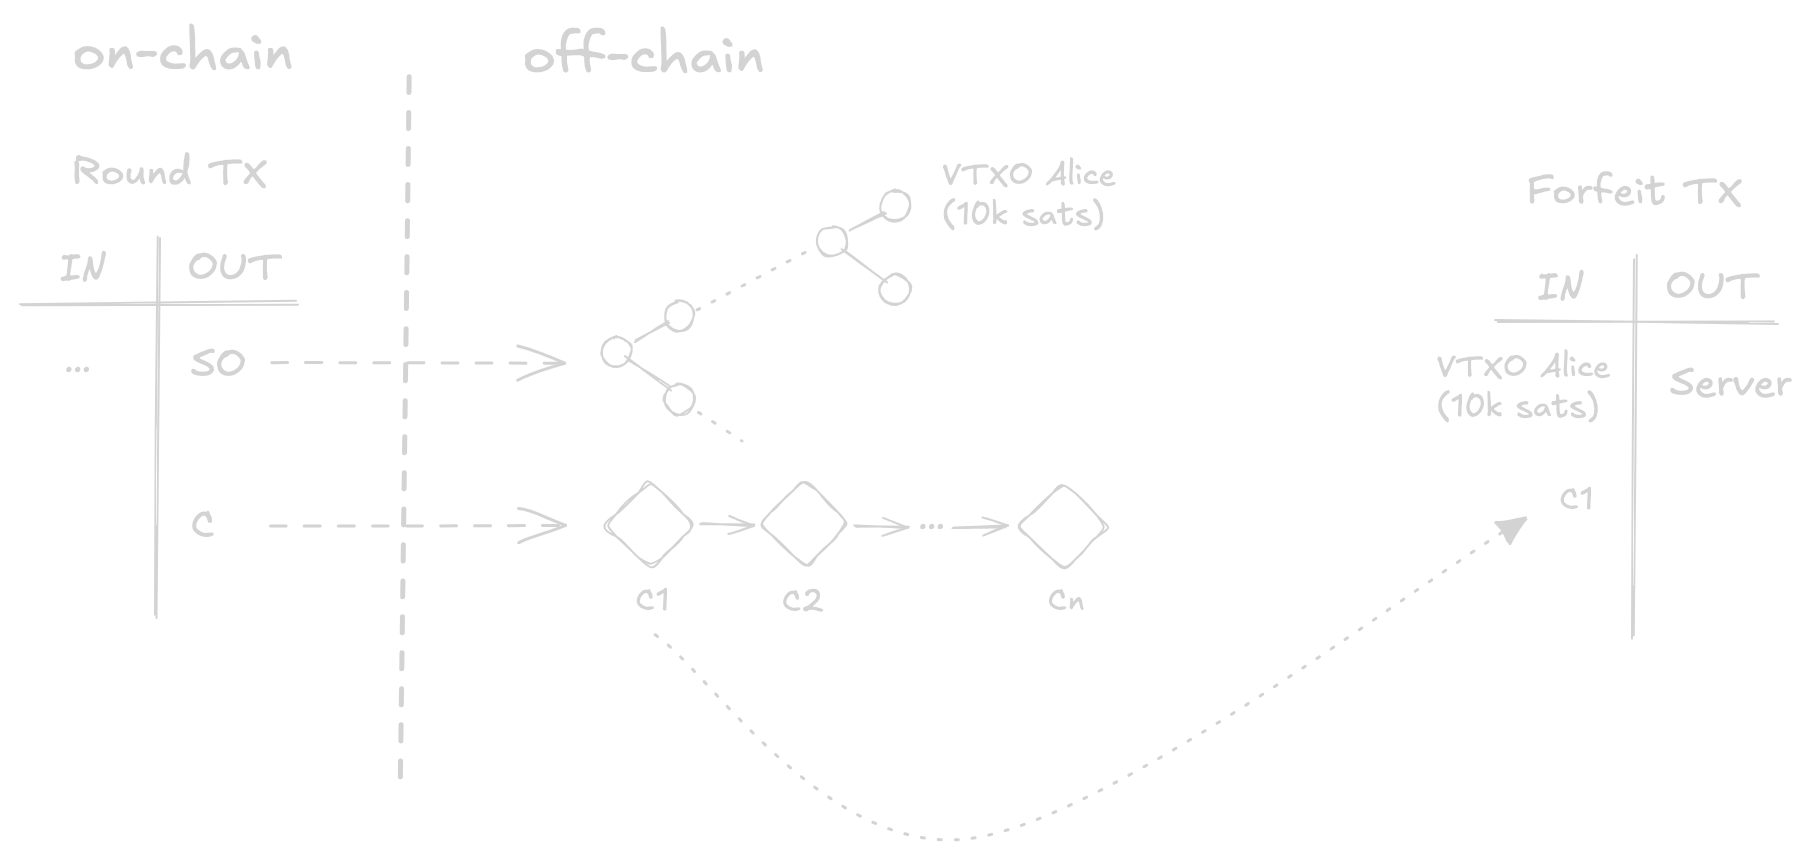 on-chain
off-chain
Round TX
IN
OUT
...
SO
C
VTXO Alice
(10k sats)
...
C1
C2
Cn
Forfeit TX
IN
OUT
VTXO Alice
(10k sats)
Server
C1